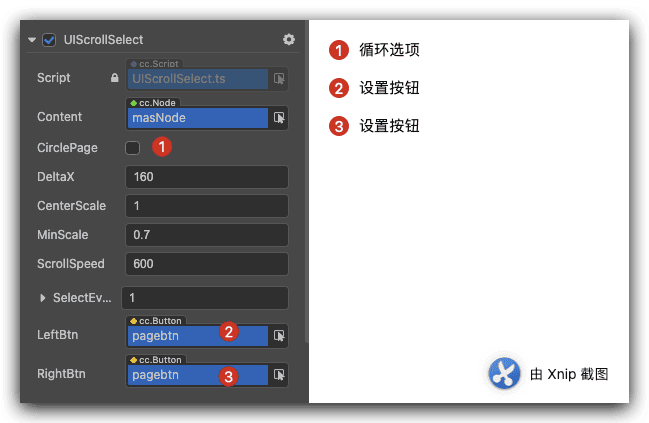 UIScrollSelect
Script
cc.Script
UIScrollSelect.ts
Content
cc.Node
masNode
CirclePage
1
DeltaX
160
CenterScale
1
MinScale
0.7
ScrollSpeed
600
SelectEv...
1
LeftBtn
cc.Button
pagebtn
2
RightBtn
cc.Button
pagebtn
3
1 循环选项
2 设置按钮
3 设置按钮
由 Xnip 截图